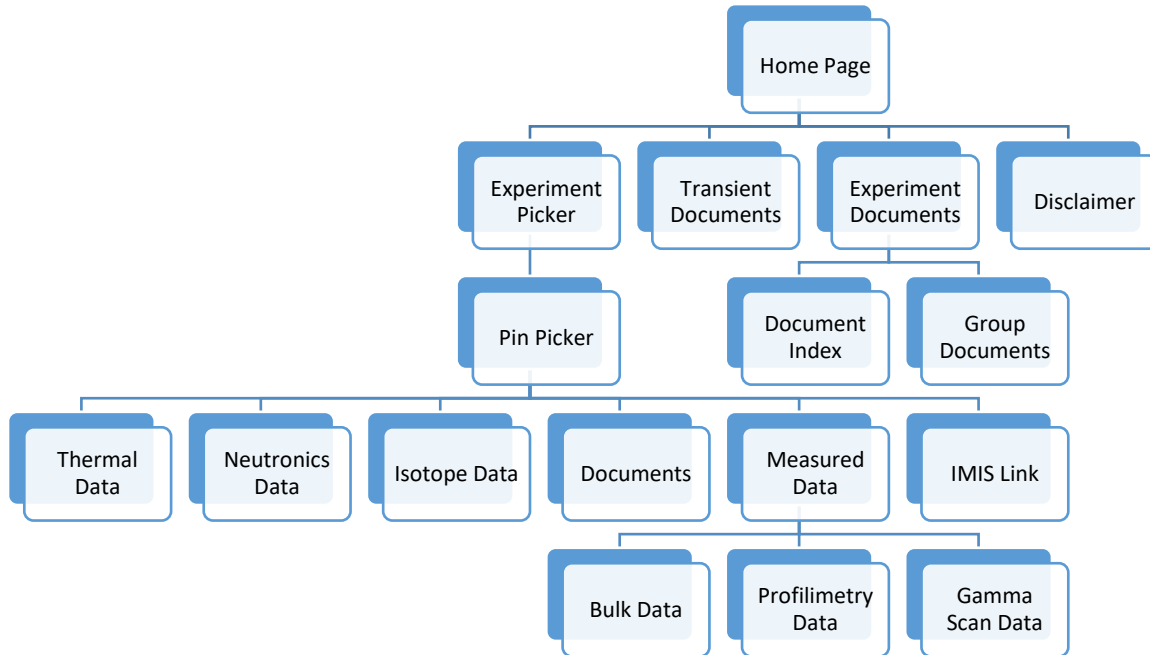 Home Page
Experiment
Picker
Transient
Documents
Experiment
Documents
Disclaimer
Pin Picker
Document
Index
Group
Documents
Thermal
Data
Neutronics
Data
Isotope Data
Documents
Measured
Data
IMIS Link
Bulk Data
Profilimetry
Data
Gamma
Scan Data